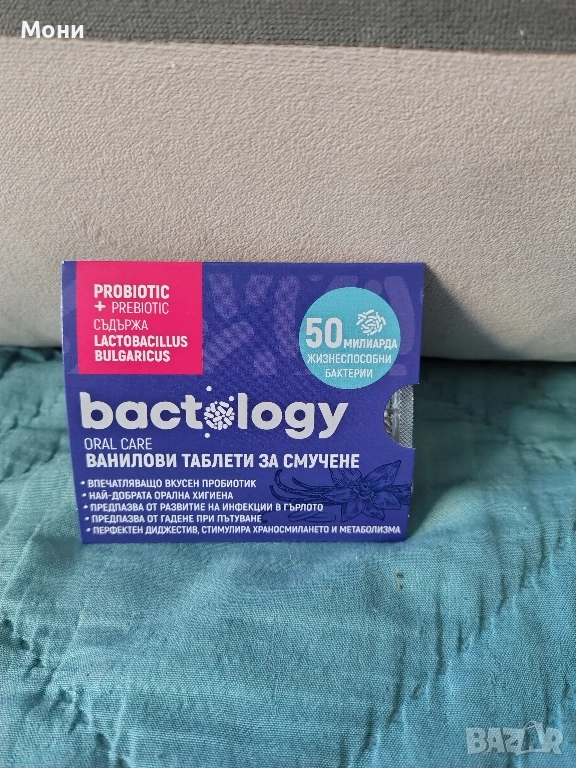 Мони
PROBIOTIC
+ PREBIOTIC
СЪДЪРЖА
LACTOBACILLUS
BULGARICUS
50 МИЛИАРДА
ЖИЗНЕСПОСОБНИ
БАКТЕРИИ
bactology
ORAL CARE
ВАНИЛОВИ ТАБЛЕТИ ЗА СМУЧЕНЕ
• ВПЕЧАТЛЯВАЩО ВКУСЕН ПРОБИОТИК
• НАЙ-ДОБРАТА ОРАЛНА ХИГИЕНА
• ПРЕДПАЗВА ОТ РАЗВИТИЕ НА ИНФЕКЦИИ В ГЪРЛОТО
• ПРЕДПАЗВА ОТ ГАДЕНЕ ПРИ ПЪТУВАНЕ
• ПЕРФЕКТЕН ДИДЖЕСТИВ, СТИМУЛИРА ХРАНОСМИЛАНЕТО И МЕТАБОЛИЗМА
BAZAR